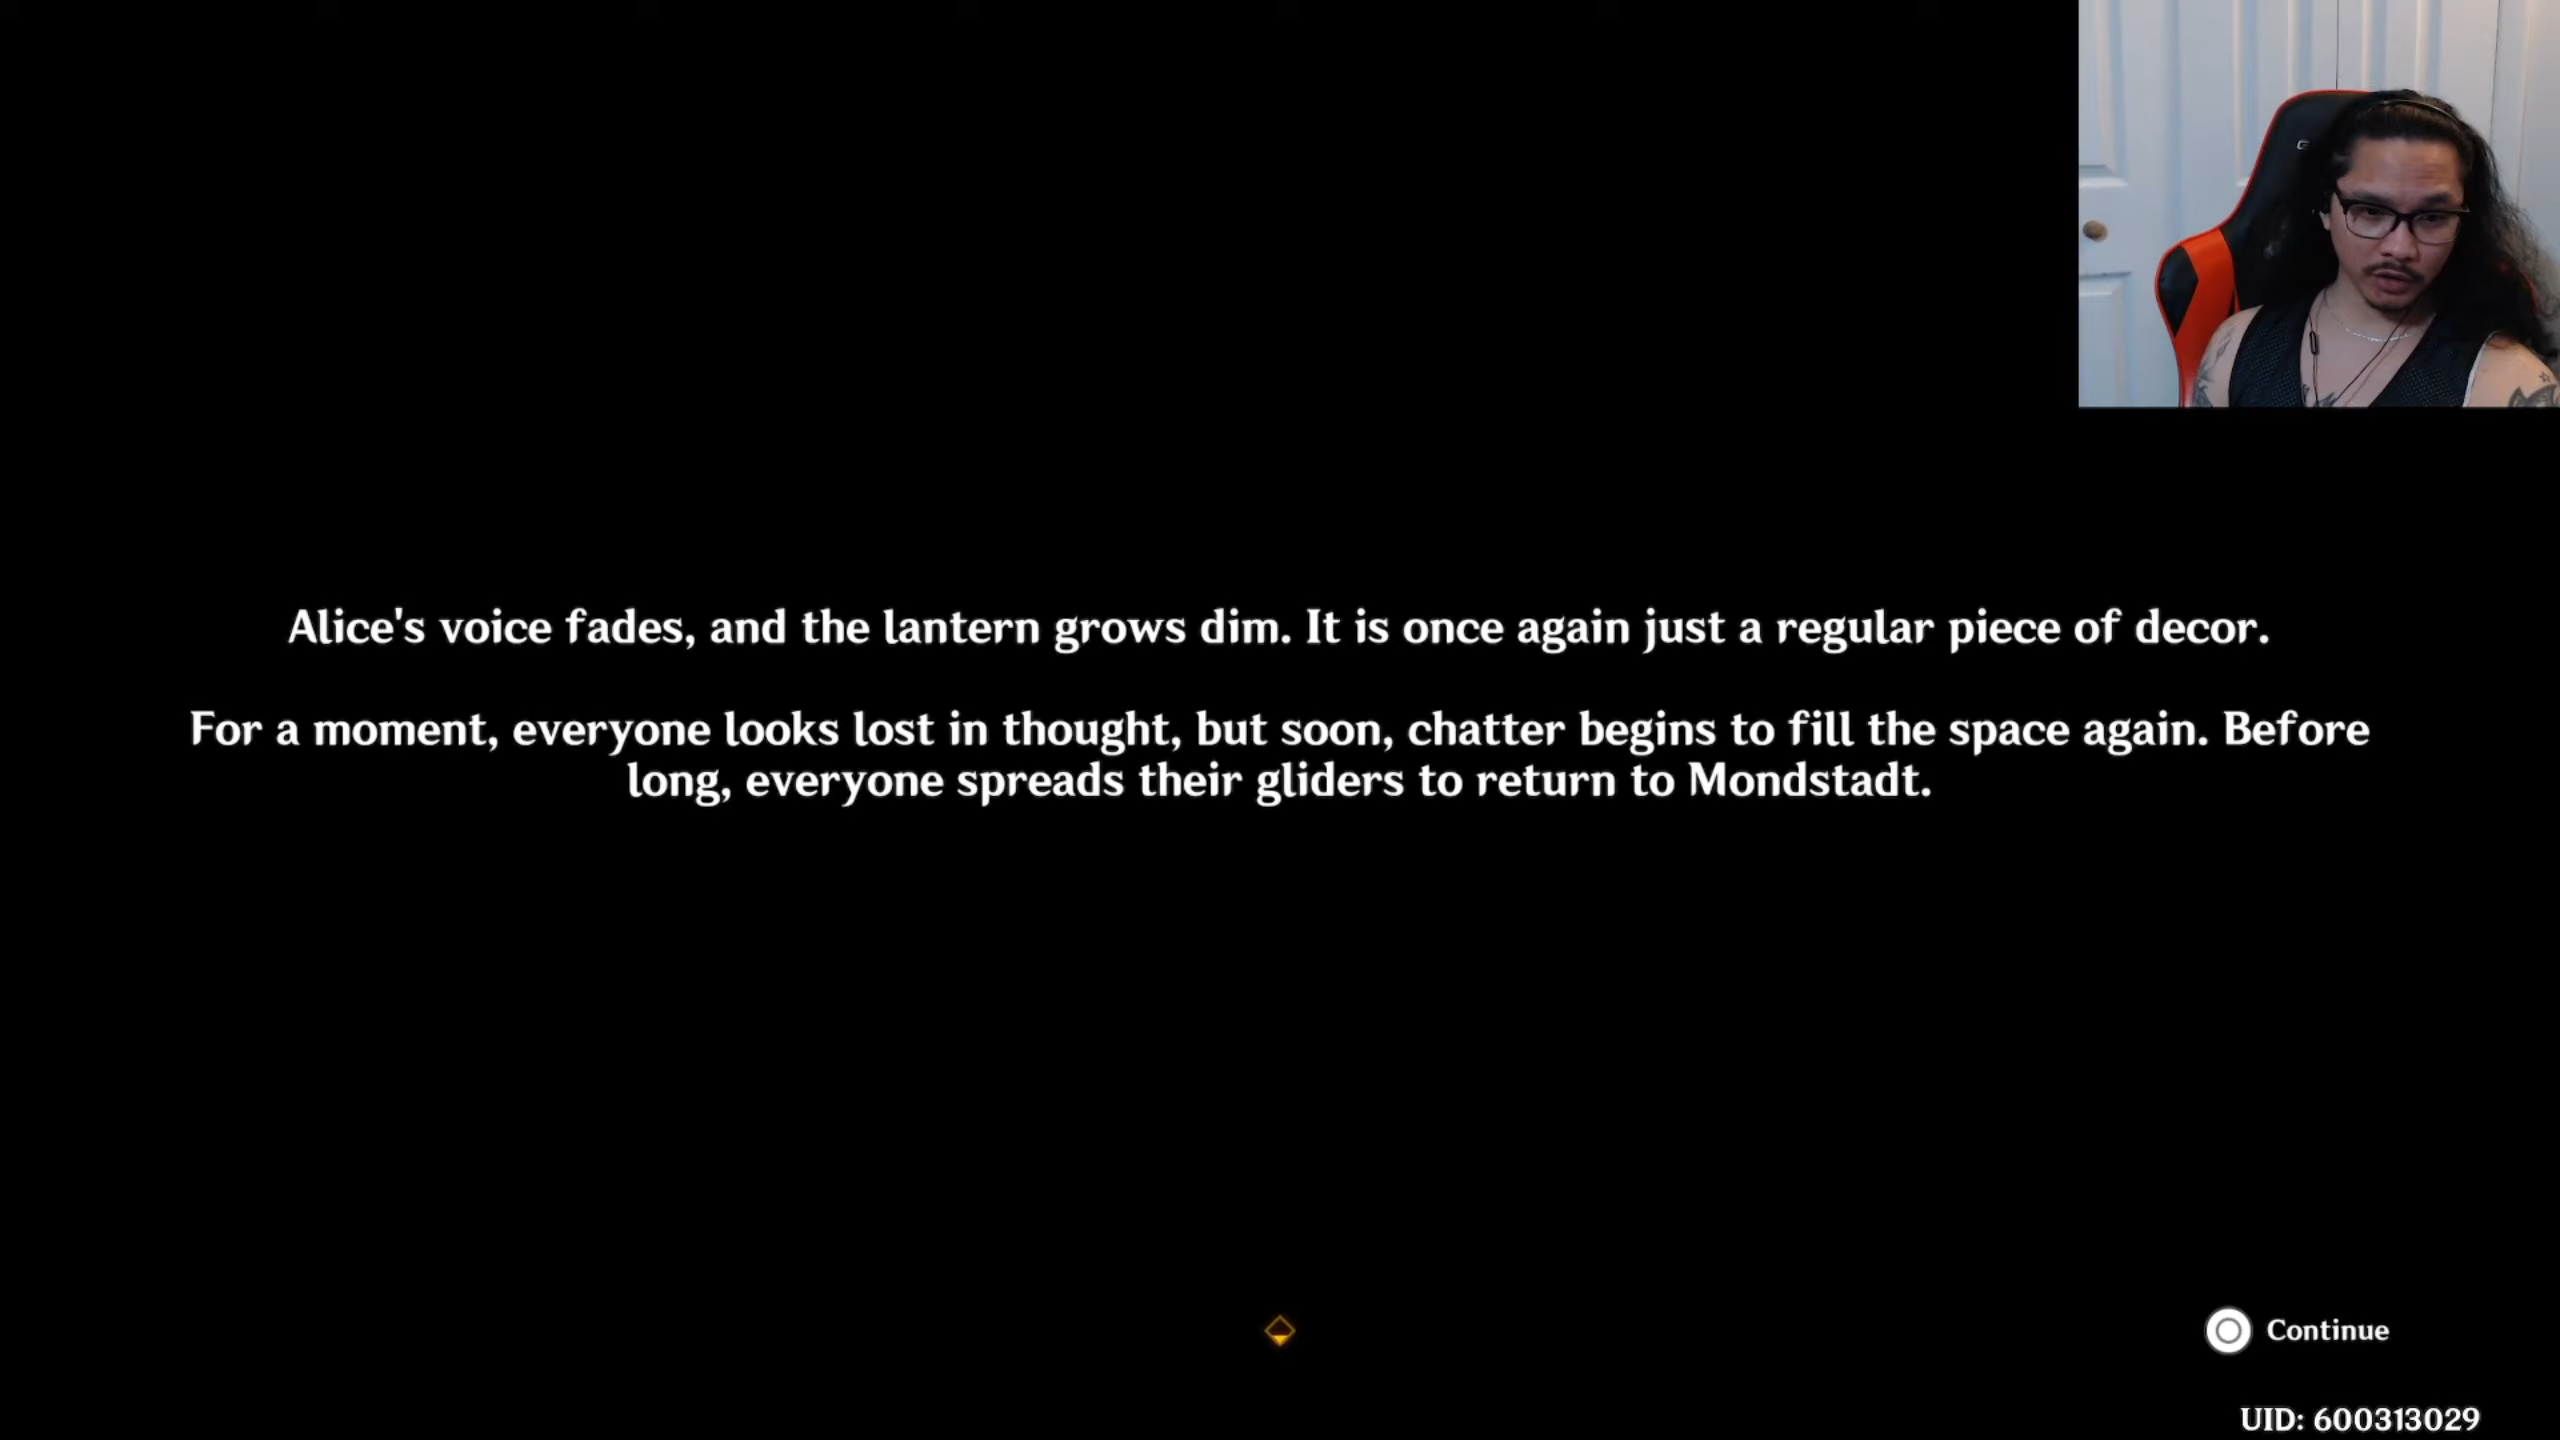 Alice's voice fades, and the lantern grows dim. It is once again just a regular piece of decor.
For a moment, everyone looks lost in thought, but soon, chatter begins to fill the space again. Before
long, everyone spreads their gliders to return to Mondstadt.
Continue
UID: 600313029